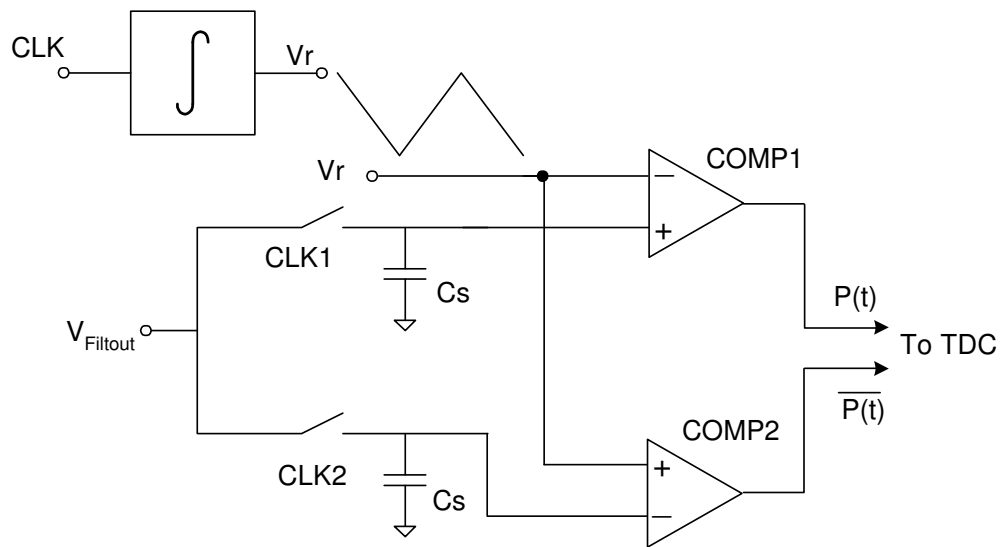 CLK
∫
Vr
Vr
COMP1
−
+
CLK1
Cs
P(t)
V_Filtout
To TDC
P(t)̅
COMP2
CLK2
Cs
+
−